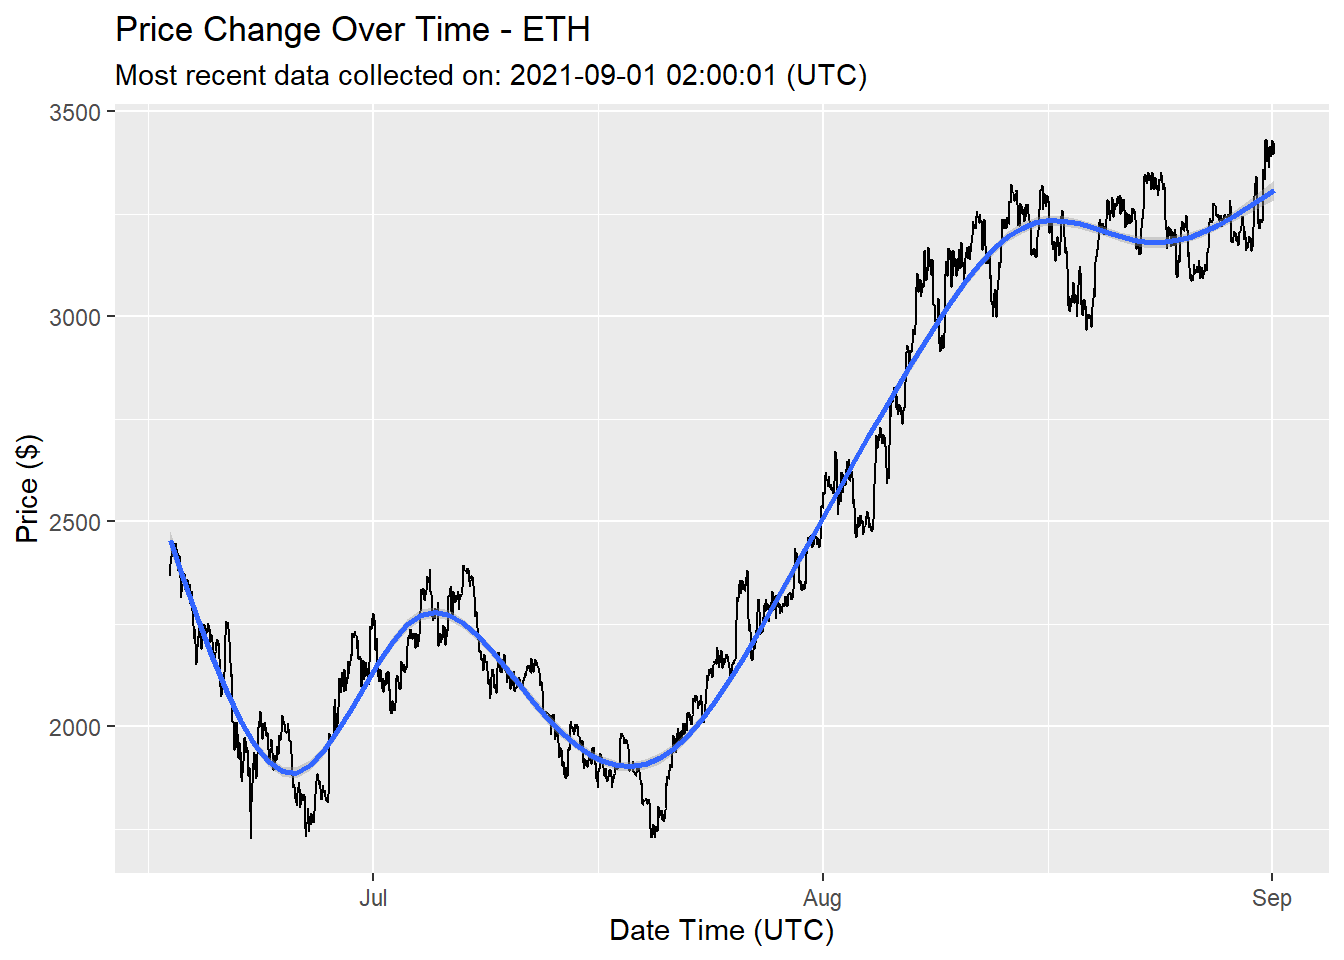 Price Change Over Time - ETH
Most recent data collected on: 2021-09-01 02:00:01 (UTC)
3500
3000
2500
2000
Price ($)
Jul
Aug
Sep
Date Time (UTC)